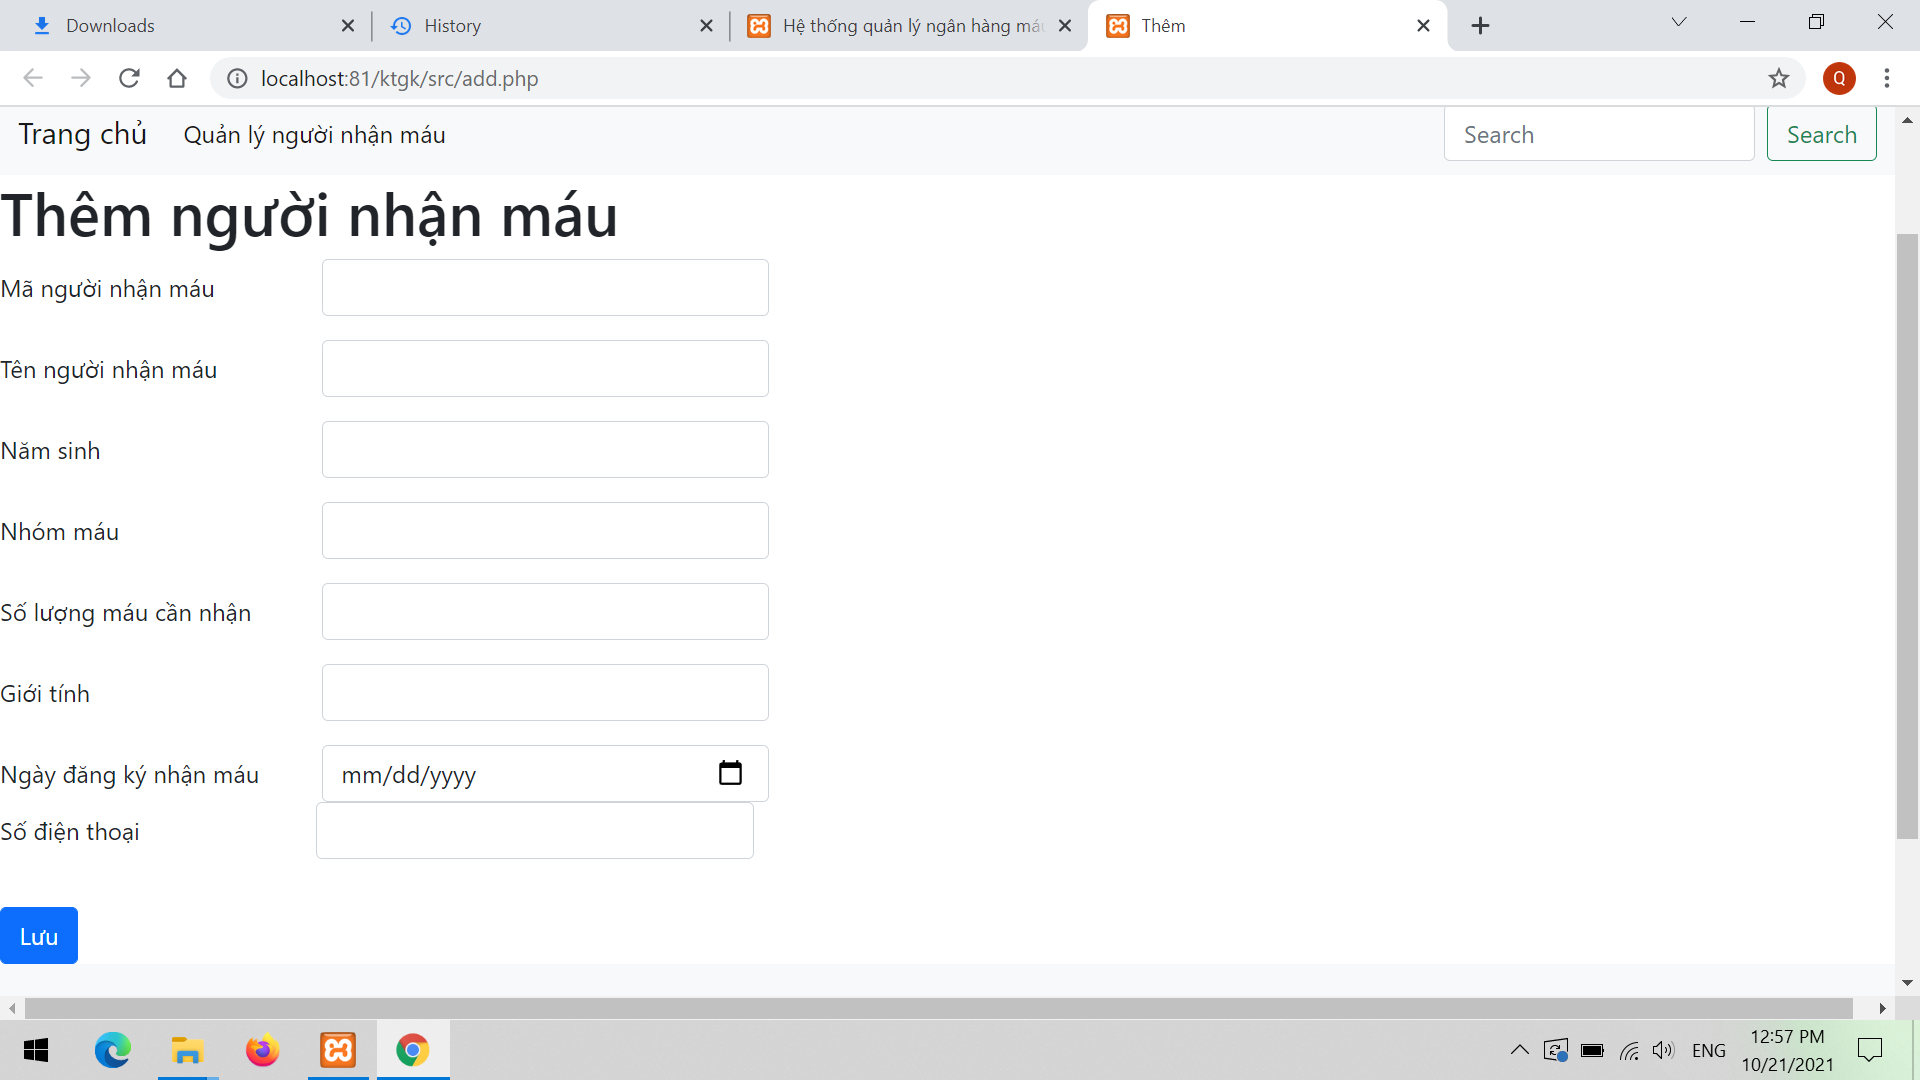 Downloads
History
Hệ thống quản lý ngân hàng
Thêm
localhost:81/ktgk/src/add.php
Q
Trang chủ
Quản lý người nhận máu
Search
Search
Thêm người nhận máu
Mã người nhận máu
Tên người nhận máu
Năm sinh
Nhóm máu
Số lượng máu cần nhận
Giới tính
Ngày đăng ký nhận máu
mm/dd/yyyy
Số điện thoại
Lưu
ENG
12:57 PM
10/21/2021